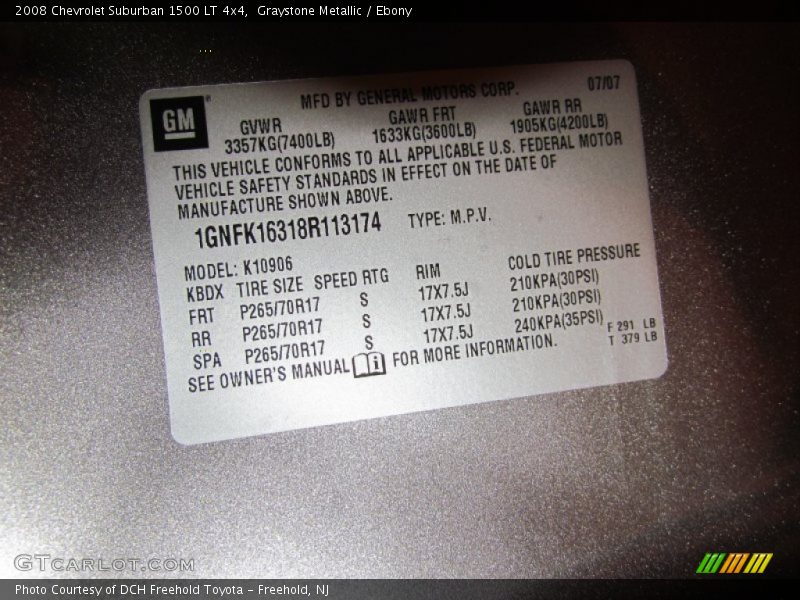 2008 Chevrolet Suburban 1500 LT 4x4, Graystone Metallic / Ebony
GM
MFD BY GENERAL MOTORS CORP. 07/07
GVWR GAWR FRT GAWR RR
3357KG(7400LB) 1633KG(3600LB) 1905KG(4200LB)
THIS VEHICLE CONFORMS TO ALL APPLICABLE U.S. FEDERAL MOTOR
VEHICLE SAFETY STANDARDS IN EFFECT ON THE DATE OF
MANUFACTURE SHOWN ABOVE.
1GNFK16318R113174 TYPE: M.P.V.
MODEL: K10906
KBDX TIRE SIZE SPEED RTG RIM COLD TIRE PRESSURE
FRT P265/70R17 S 17X7.5J 210KPA(30PSI)
RR P265/70R17 S 17X7.5J 210KPA(30PSI)
SPA P265/70R17 S 17X7.5J 240KPA(35PSI) F 291 LB
T 379 LB
SEE OWNER'S MANUAL FOR MORE INFORMATION.
GTCARLOT.COM
Photo Courtesy of DCH Freehold Toyota - Freehold, NJ